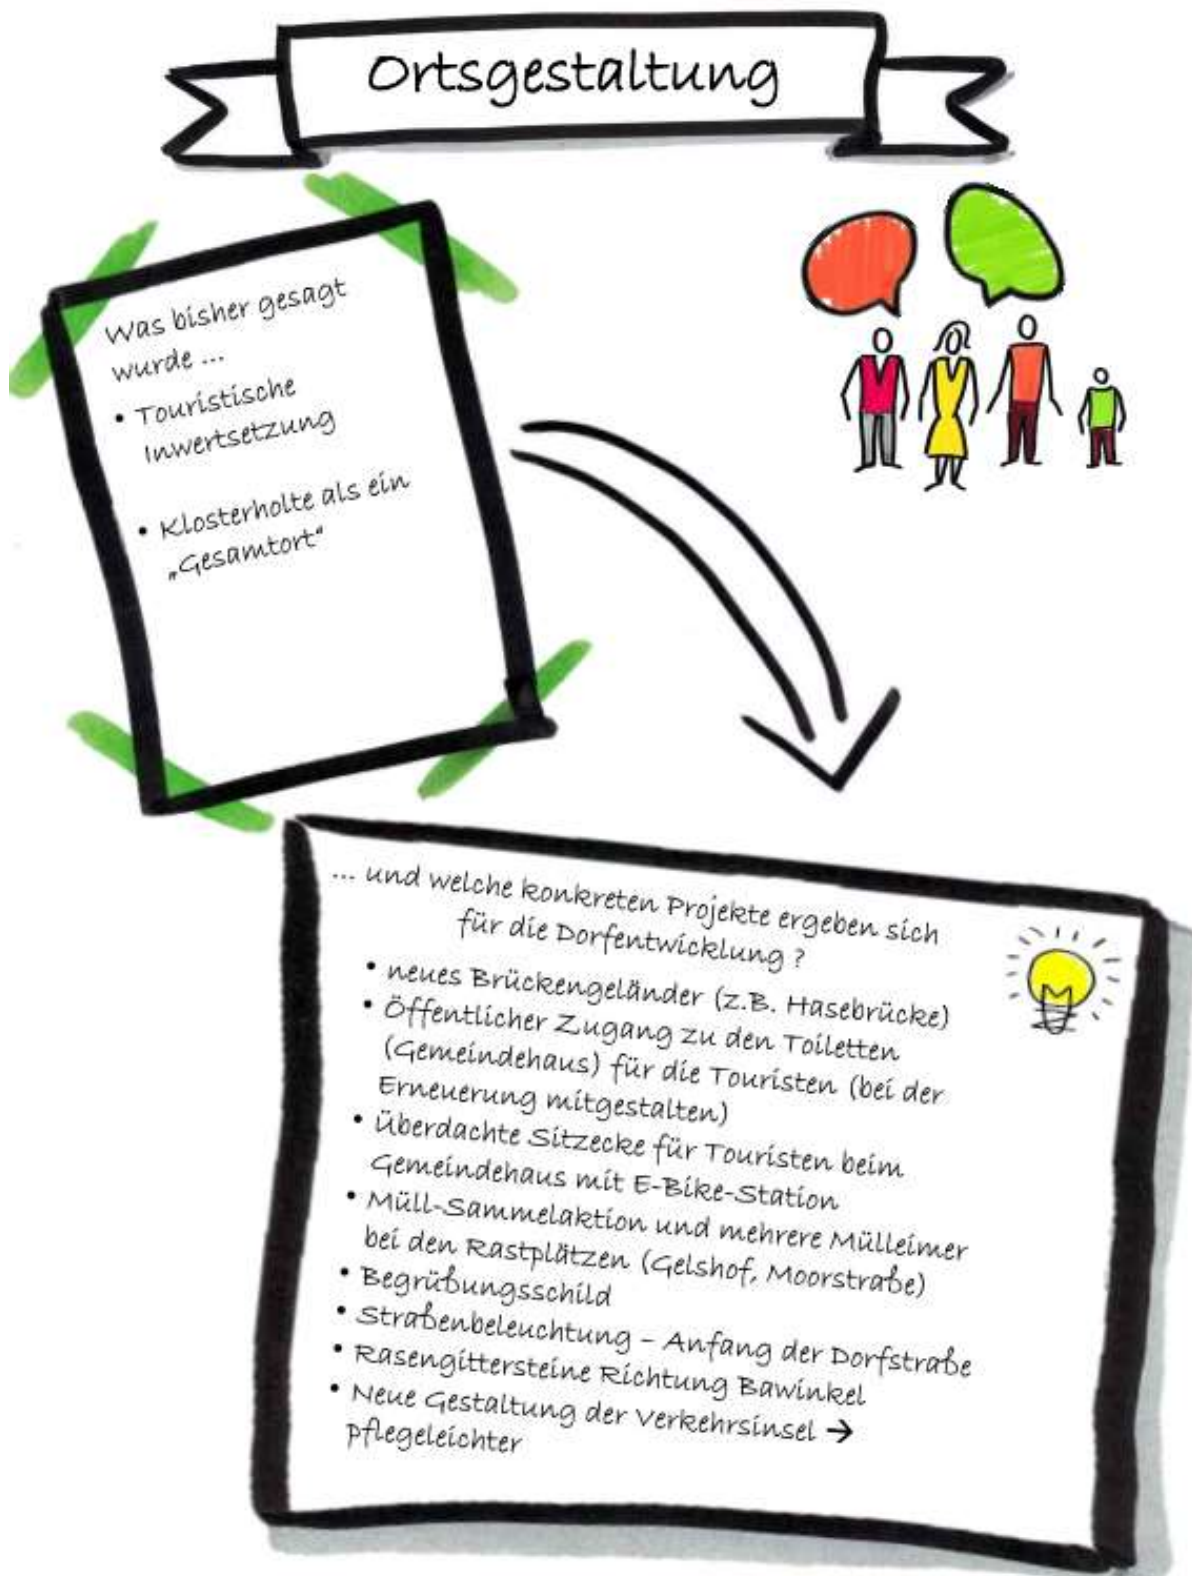 Ortsgestaltung
Was bisher gesagt
wurde ...
• Touristische
Inwertsetzung
• Klosterholte als ein
„Gesamtort“
... und welche konkreten Projekte ergeben sich
für die Dorfentwicklung ?
• neues Brückengeländer (z.B. Hasebrücke)
• Öffentlicher Zugang zu den Toiletten
(Gemeindehaus) für die Touristen (bei der
Erneuerung mitgestalten)
• Überdachte Sitzecke für Touristen beim
Gemeindehaus mit E-Bike-Station
• Müll-Sammelaktion und mehrere Mülleimer
bei den Rastplätzen (Gelshof, Moorstraße)
• Begrüßungsschild
• Straßenbeleuchtung – Anfang der Dorfstraße
• Rasengittersteine Richtung Bawinkel
• Neue Gestaltung der Verkehrsinsel →
pflegeleichter